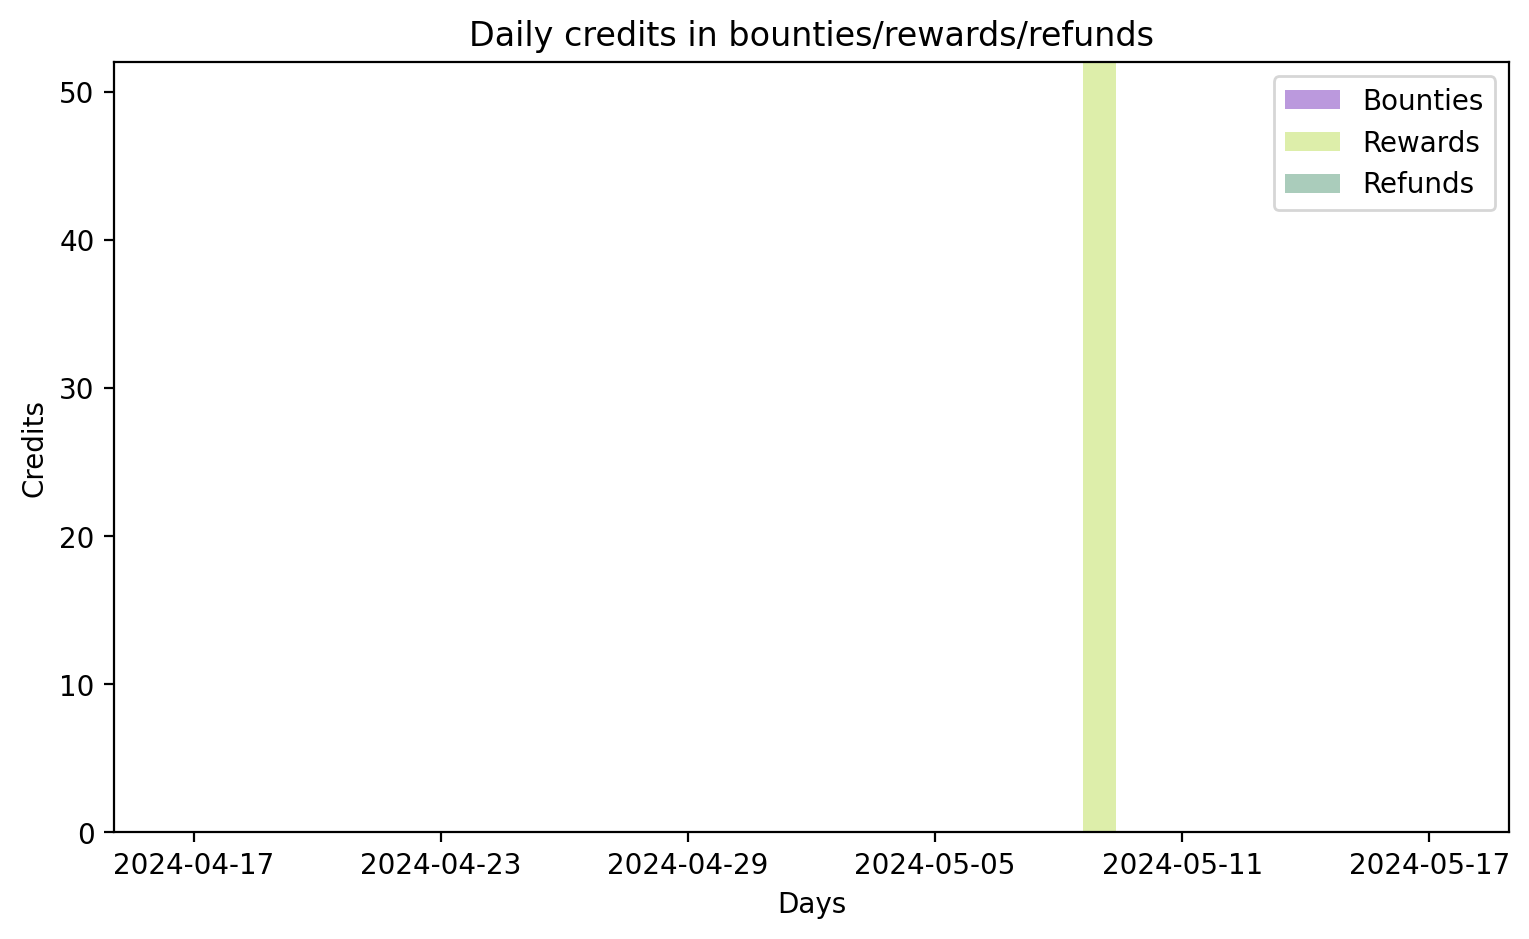 Daily credits in bounties/rewards/refunds
50
40
30
20
10
0
Credits
Bounties
Rewards
Refunds
2024-04-17 2024-04-23 2024-04-29 2024-05-05 2024-05-11 2024-05-17
Days